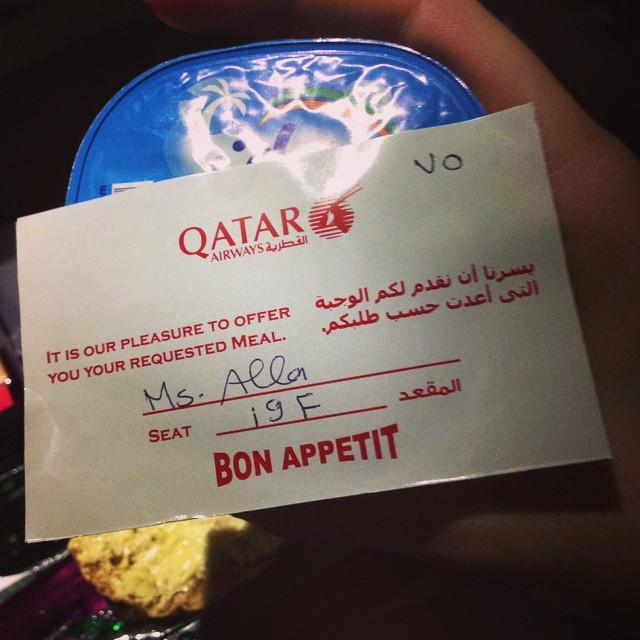 VO
QATAR
AIRWAYS القطرية
IT IS OUR PLEASURE TO OFFER
YOU YOUR REQUESTED MEAL.
يسرنا أن نقدم لكم الوجبة
التى أعدت حسب طلبكم.
Ms. Alla
SEAT 19F المقعد
BON APPETIT